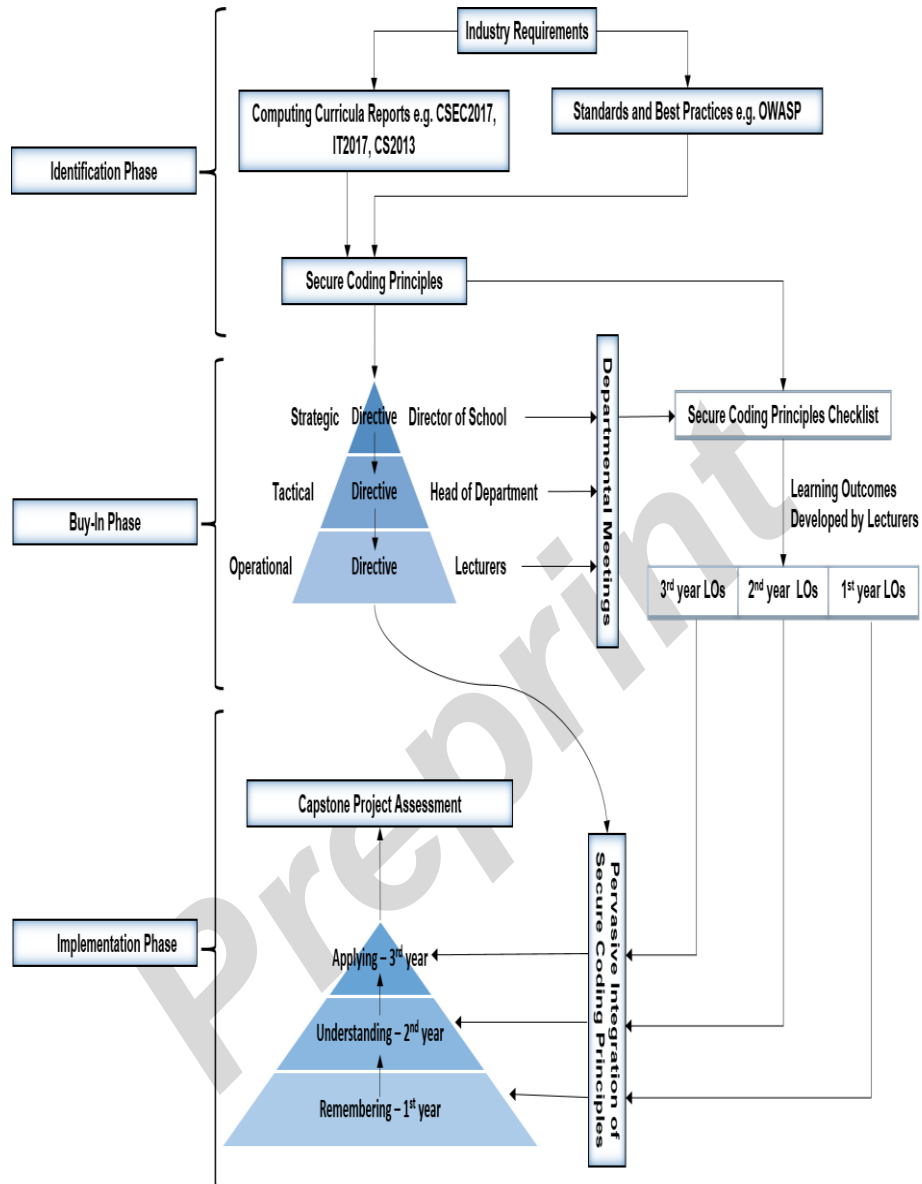 Industry Requirements
Computing Curricula Reports e.g. CSEC2017,
IT2017, CS2013
Standards and Best Practices e.g. OWASP
Identification Phase
Secure Coding Principles
Strategic Directive Director of School
Tactical Directive Head of Department
Operational Directive Lecturers
Departmental Meetings
Secure Coding Principles Checklist
Learning Outcomes
Developed by Lecturers
Buy-In Phase
3rd year LOs 2nd year LOs 1st year LOs
Capstone Project Assessment
Pervasive Integration of
Secure Coding Principles
Implementation Phase
Applying – 3rd year
Understanding – 2nd year
Remembering – 1st year
Preprint